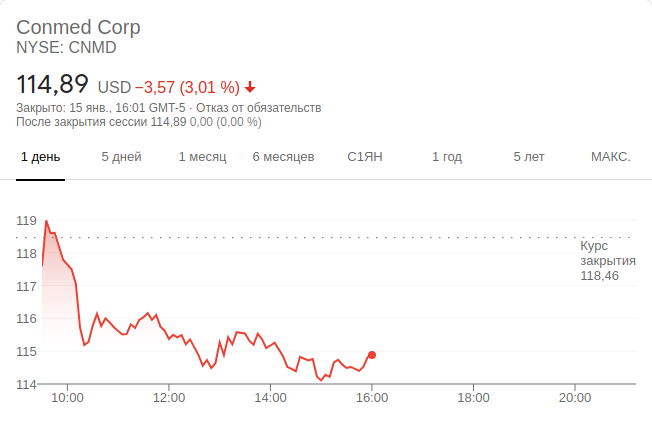 Conmed Corp
NYSE: CNMD
114,89 USD −3,57 (3,01 %)
Закрыто: 15 янв., 16:01 GMT-5 · Отказ от обязательств
После закрытия сессии 114,89 0,00 (0,00 %)
1 день 5 дней 1 месяц 6 месяцев С1ЯН 1 год 5 лет МАКС.
119
118
117
116
115
114
Курс
закрытия
118,46
10:00 12:00 14:00 16:00 18:00 20:00